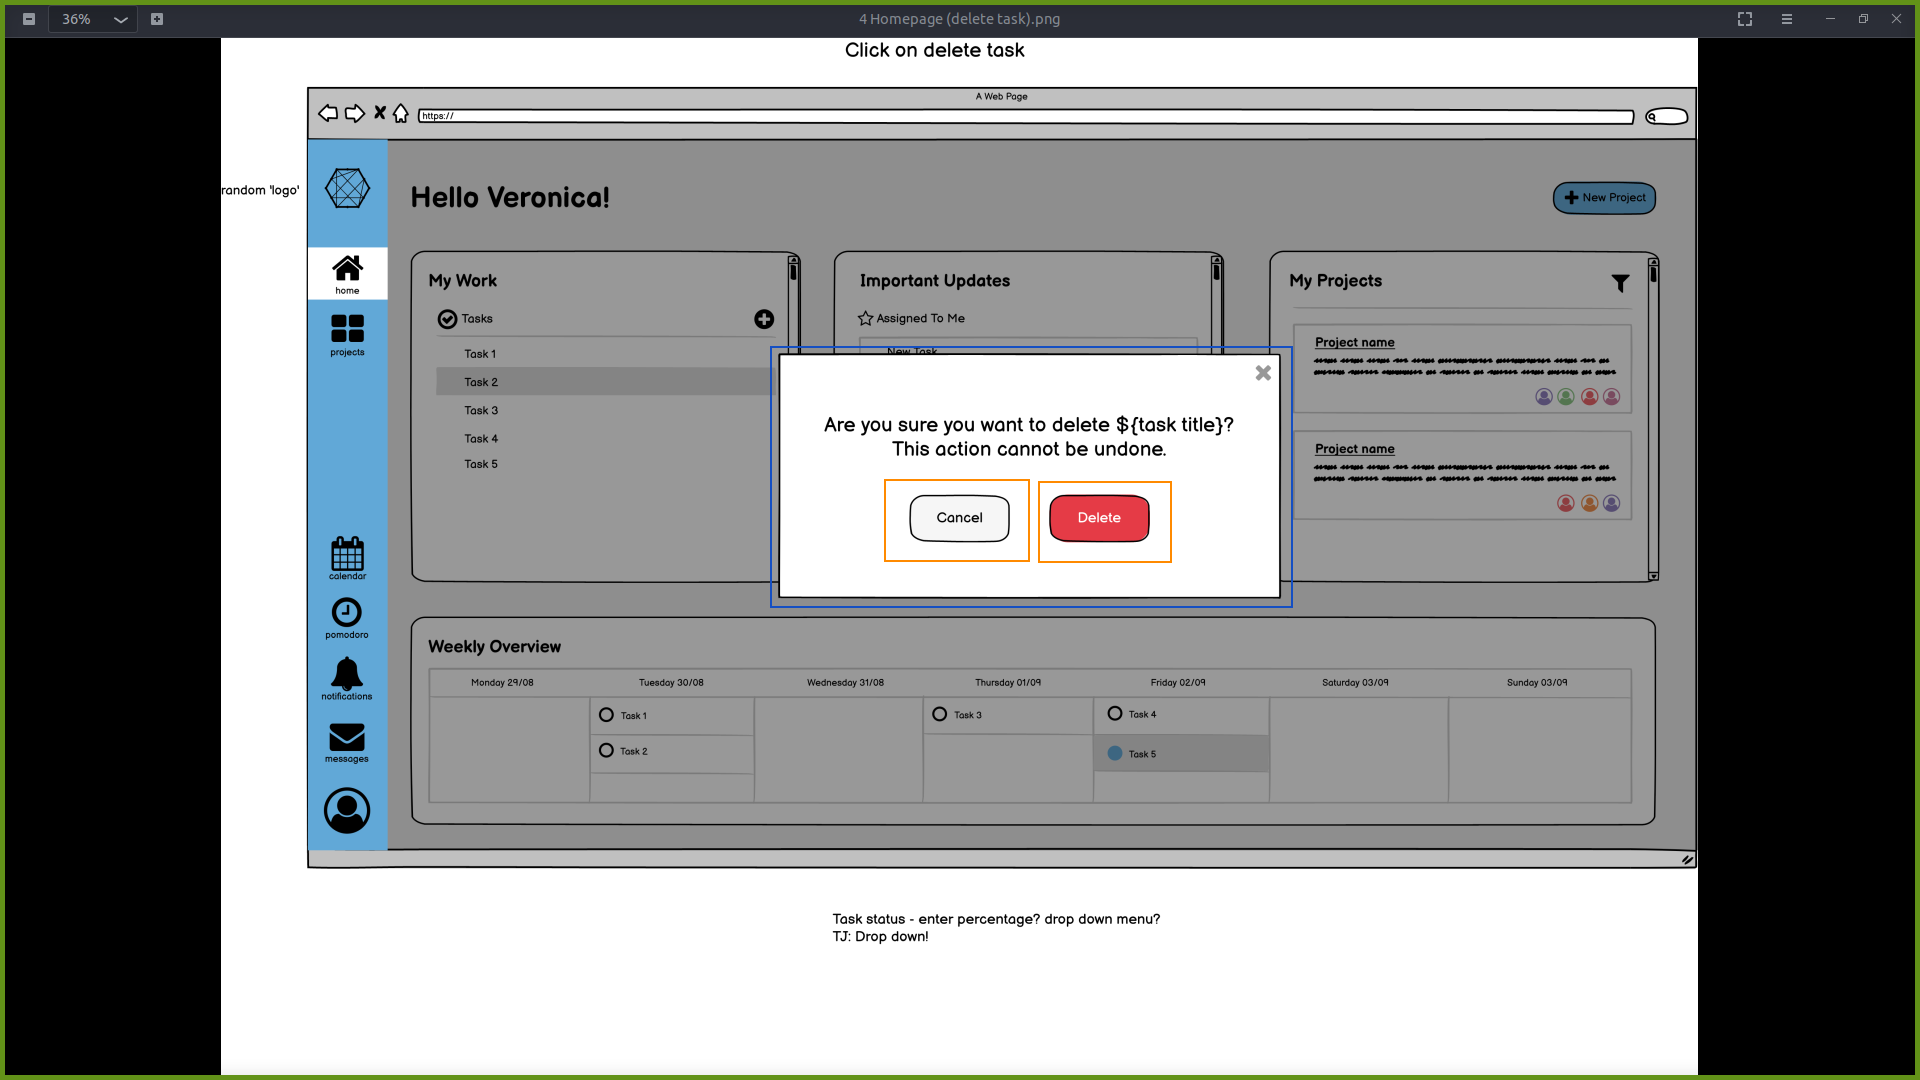 36%
4 Homepage (delete task).png
Click on delete task
A Web Page
https://
random 'logo'
Hello Veronica!
New Project
home
projects
calendar
pomodoro
notifications
messages
My Work
Tasks
Task 1
Task 2
Task 3
Task 4
Task 5
Important Updates
Assigned To Me
New Task
My Projects
Project name
Project name
Are you sure you want to delete ${task title}?
This action cannot be undone.
Cancel
Delete
Weekly Overview
Monday 29/08
Tuesday 30/08
Wednesday 31/08
Thursday 01/09
Friday 02/09
Saturday 03/09
Sunday 03/09
Task 1
Task 2
Task 3
Task 4
Task 5
Task status - enter percentage? drop down menu?
TJ: Drop down!